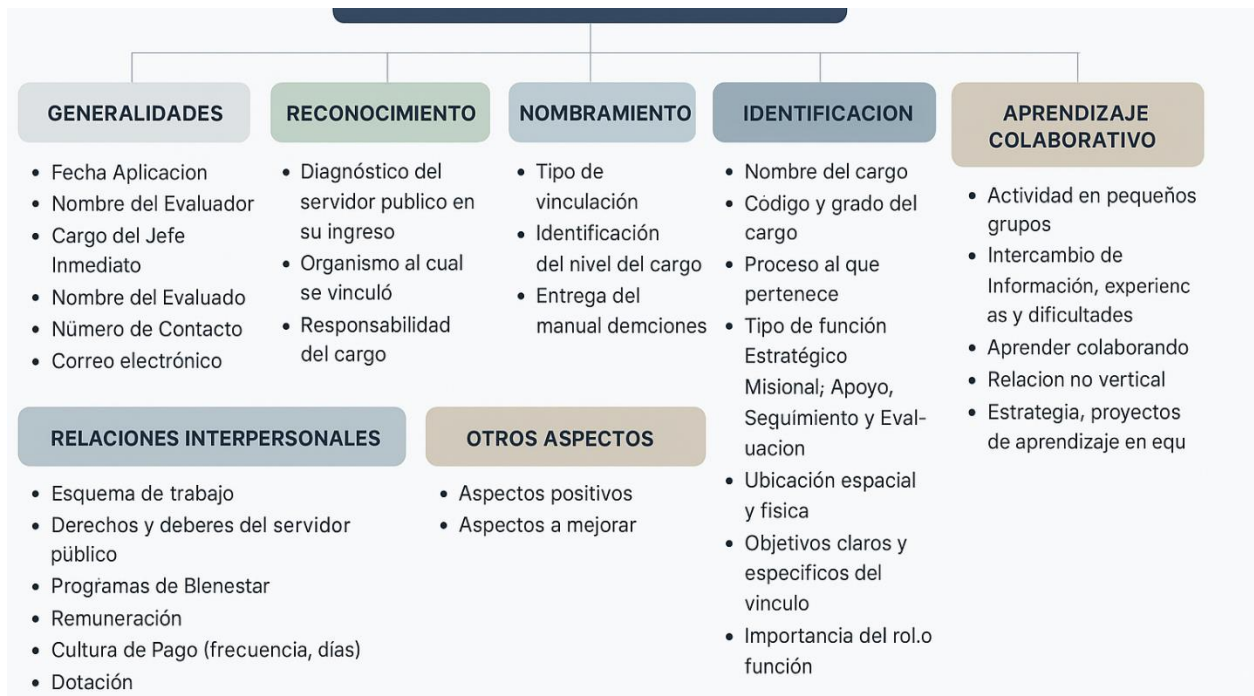 GENERALIDADES
• Fecha Aplicacion
• Nombre del Evaluador
• Cargo del Jefe
Inmediato
• Nombre del Evaluado
• Nümero de Contacto
• Correo electrónico
RECONOCIMIENTO
• Diagnóstico del
servidor publico en
su ingreso
• Organismo al cual
se vinculó
• Responsabilidad
del cargo
NOMBRAMIENTO
• Tipo de
vinculación
• Identificación
del nivel del cargo
• Entrega del
manual demciones
IDENTIFICACION
• Nombre del cargo
• Código y grado del
cargo
• Proceso al que
pertenece
• Tipo de función
Estratégico
Misional; Apoyo,
Seguímiento y Eval-
uacion
• Ubicación espacial
y fisica
• Objetivos claros y
especificos del
vinculo
• Importancia del rol.o
función
APRENDIZAJE
COLABORATIVO
• Actividad en pequeños
grupos
• Intercambio de
Información, experienc
as y dificultades
• Aprender colaborando
• Relacion no vertical
• Estrategia, proyectos
de aprendizaje en equ
RELACIONES INTERPERSONALES
• Esquema de trabajo
• Derechos y deberes del servidor
püblico
• Programas de Blenestar
• Remuneración
• Cultura de Pago (frecuencia, días)
• Dotación
OTROS ASPECTOS
• Aspectos positivos
• Aspectos a mejorar